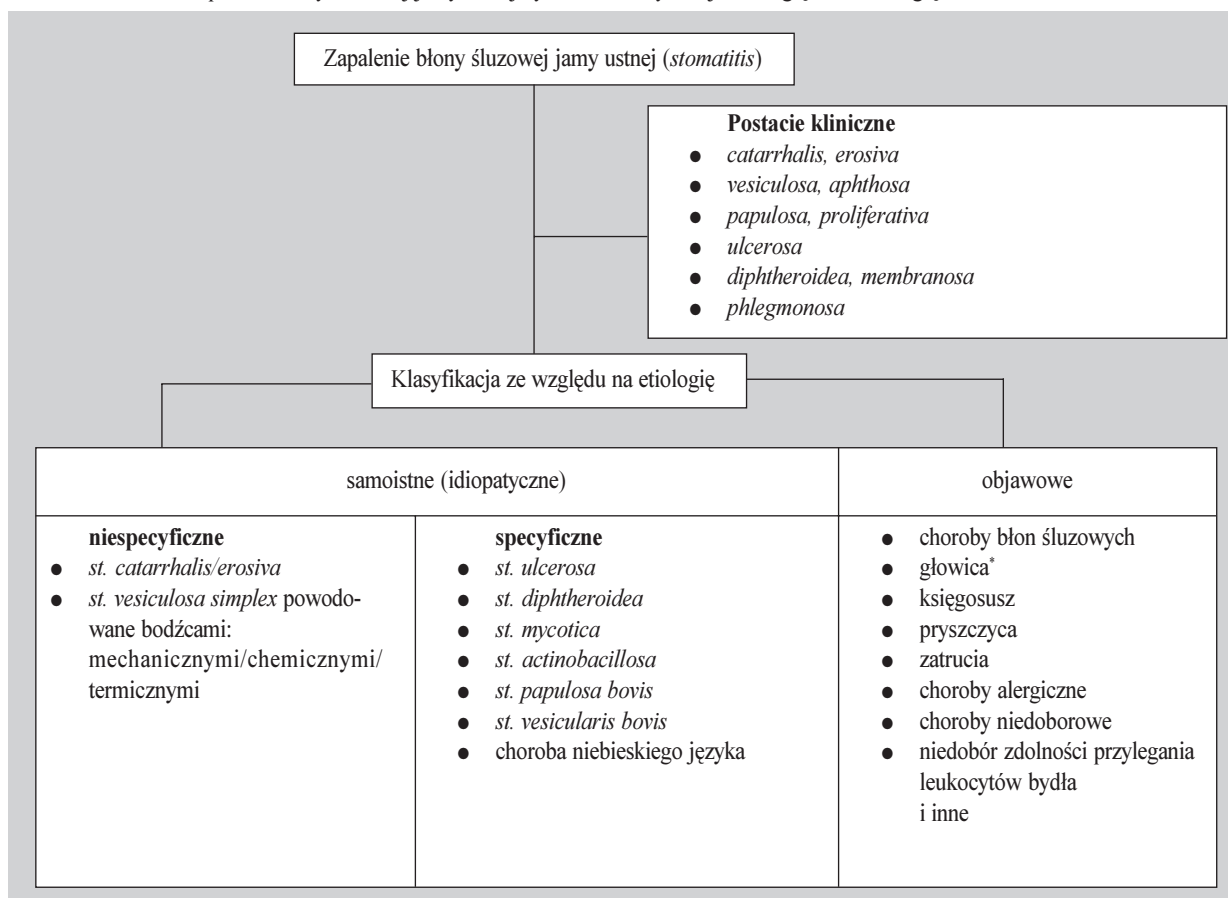 Zapalenie błony śluzowej jamy ustnej (stomatitis)
Postacie kliniczne
● catarrhalis, erosiva
● vesiculosa, aphthosa
● papulosa, proliferativa
● ulcerosa
● diphtheroidea, membranosa
● phlegmonosa
Klasyfikacja ze względu na etiologię
samoistne (idiopatyczne)
objawowe
niespecyficzne
● st. catarrhalis/erosiva
● st. vesiculosa simplex powodo-
wane bodźcami:
mechanicznymi/chemicznymi/
termicznymi
specyficzne
● st. ulcerosa
● st. diphtheroidea
● st. mycotica
● st. actinobacillosa
● st. papulosa bovis
● st. vesicularis bovis
● choroba niebieskiego języka
● choroby błon śluzowych
● głowica*
● księgosusz
● pryszczyca
● zatrucia
● choroby alergiczne
● choroby niedoborowe
● niedobór zdolności przylegania
leukocytów bydła
i inne